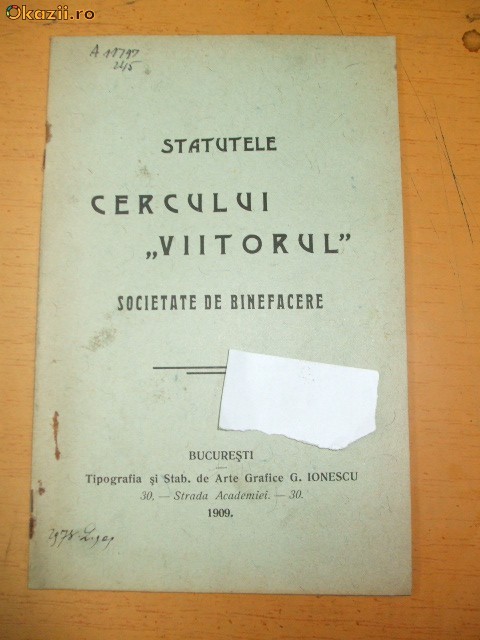 Okazii.ro
A 18797
245
STATUTELE
CERCULUI
„VIITORUL”
SOCIETATE DE BINEFACERE
BUCUREŞTI
Tipografia şi Stab. de Arte Grafice G. IONESCU
30. — Strada Academiei. — 30.
1909.